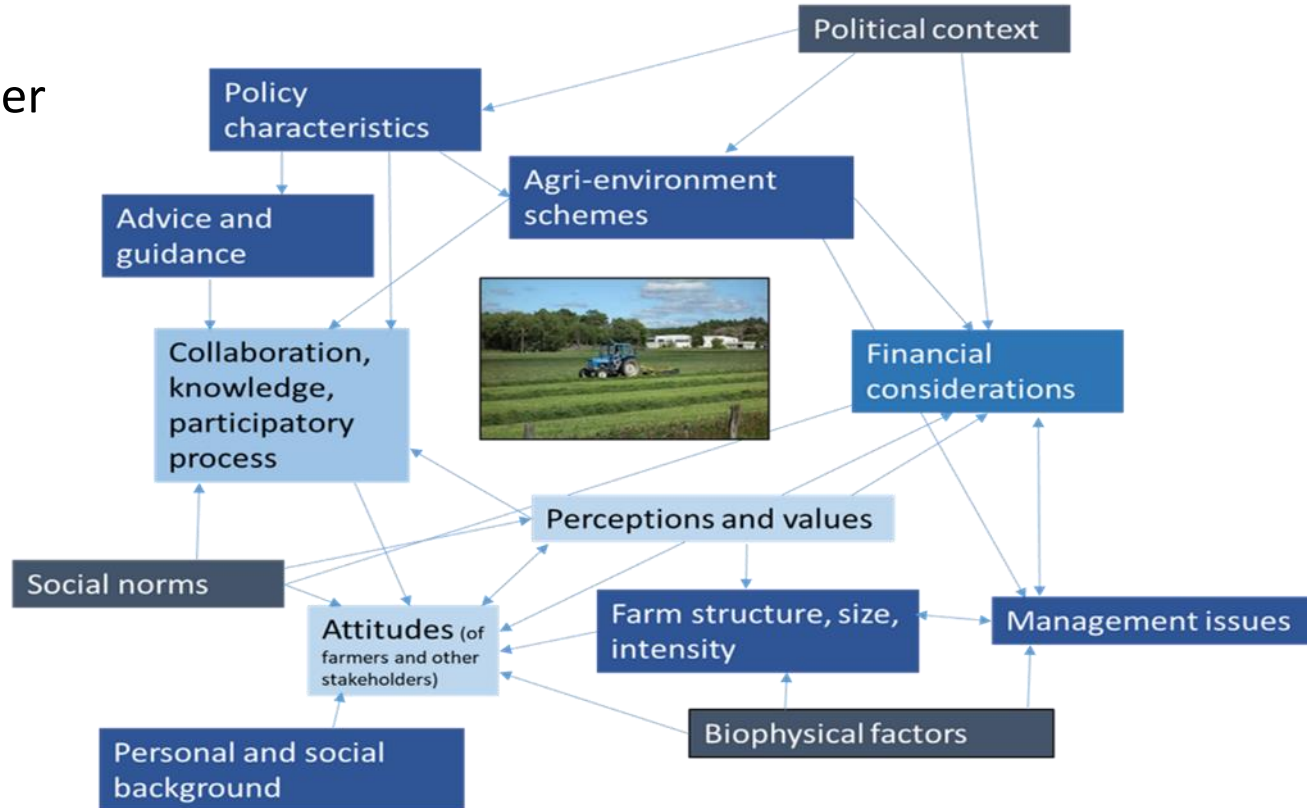 er
Political context
Policy
characteristics
Agri-environment
schemes
Advice and
guidance
Collaboration,
knowledge,
participatory
process
Financial
considerations
Perceptions and values
Social norms
Attitudes (of
farmers and other
stakeholders)
Farm structure, size,
intensity
Management issues
Biophysical factors
Personal and social
background